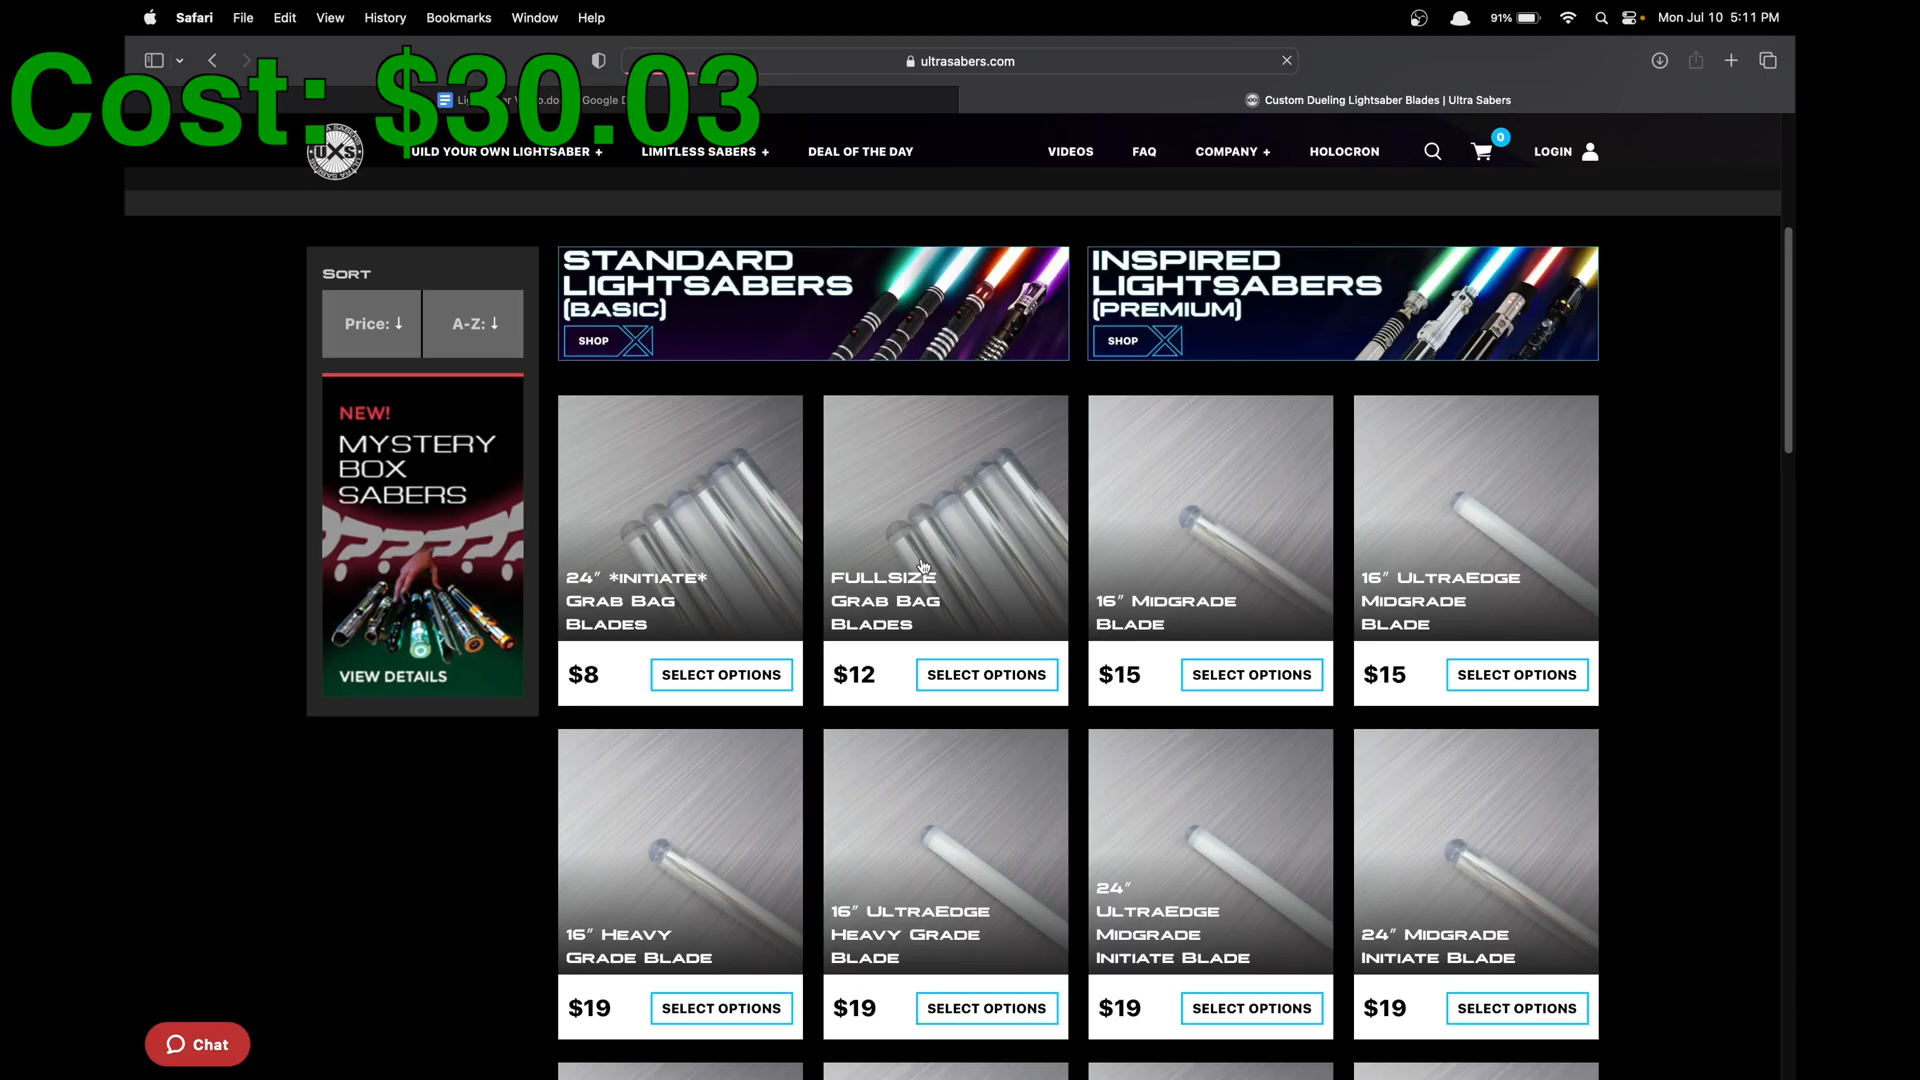 Safari File Edit View History Bookmarks Window Help
91% Mon Jul 10 5:11 PM
ultrasabers.com
Cost: $30.03
Custom Dueling Lightsaber Blades | Ultra Sabers
UXS
UILD YOUR OWN LIGHTSABER + LIMITLESS SABERS + DEAL OF THE DAY VIDEOS FAQ COMPANY + HOLOCRON 0 LOGIN
Sort
Price: ↓ A-Z: ↓
NEW!
MYSTERY
BOX
SABERS
VIEW DETAILS
STANDARD
LIGHTSABERS
(BASIC)
SHOP
INSPIRED
LIGHTSABERS
(PREMIUM)
SHOP
24″ *Initiate*
Grab Bag
Blades
$8 SELECT OPTIONS
FULLSIZE
Grab Bag
Blades
$12 SELECT OPTIONS
16″ Midgrade
Blade
$15 SELECT OPTIONS
16″ UltraEdge
Midgrade
Blade
$15 SELECT OPTIONS
16″ Heavy
Grade Blade
$19 SELECT OPTIONS
16″ UltraEdge
Heavy Grade
Blade
$19 SELECT OPTIONS
24″
UltraEdge
Midgrade
Initiate Blade
$19 SELECT OPTIONS
24″ Midgrade
Initiate Blade
$19 SELECT OPTIONS
Chat